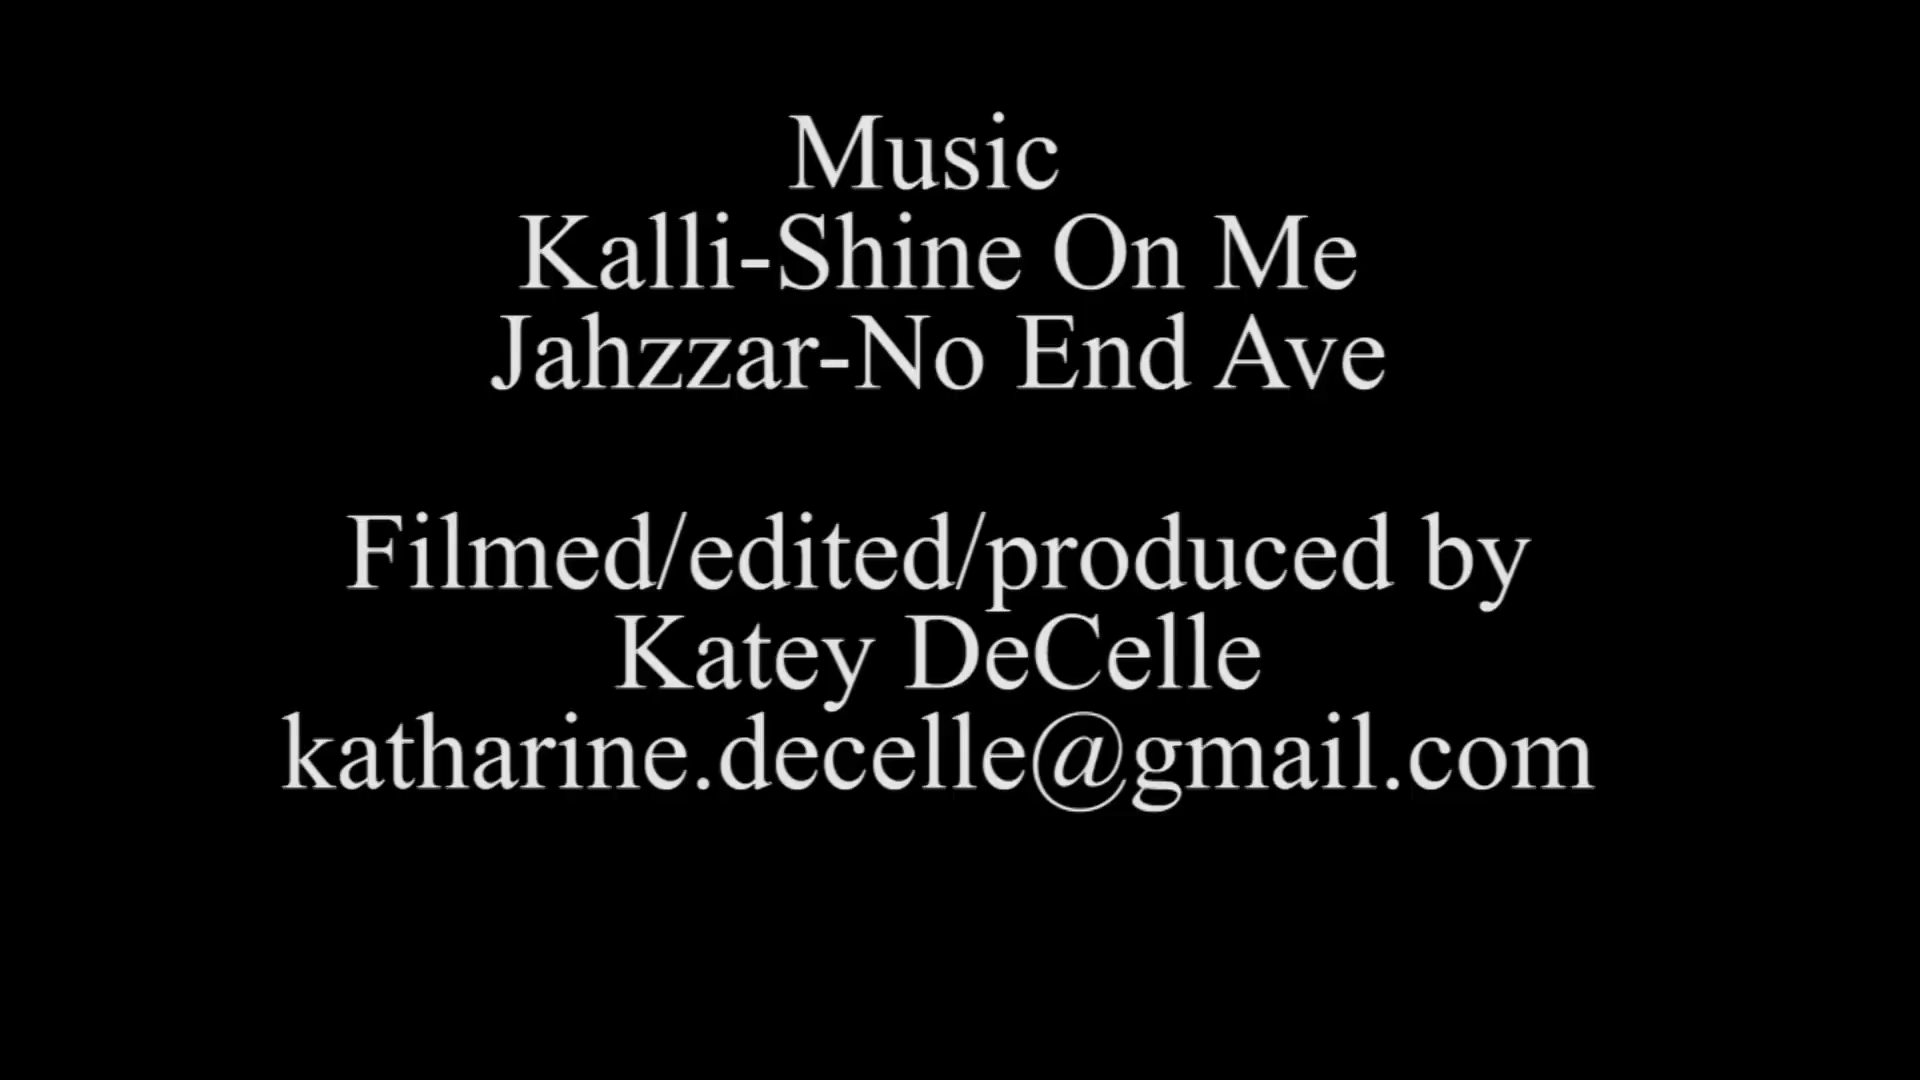 Music
Kalli-Shine On Me
Jahzzar-No End Ave
Filmed/edited/produced by
Katey DeCelle
katharine.decelle@gmail.com